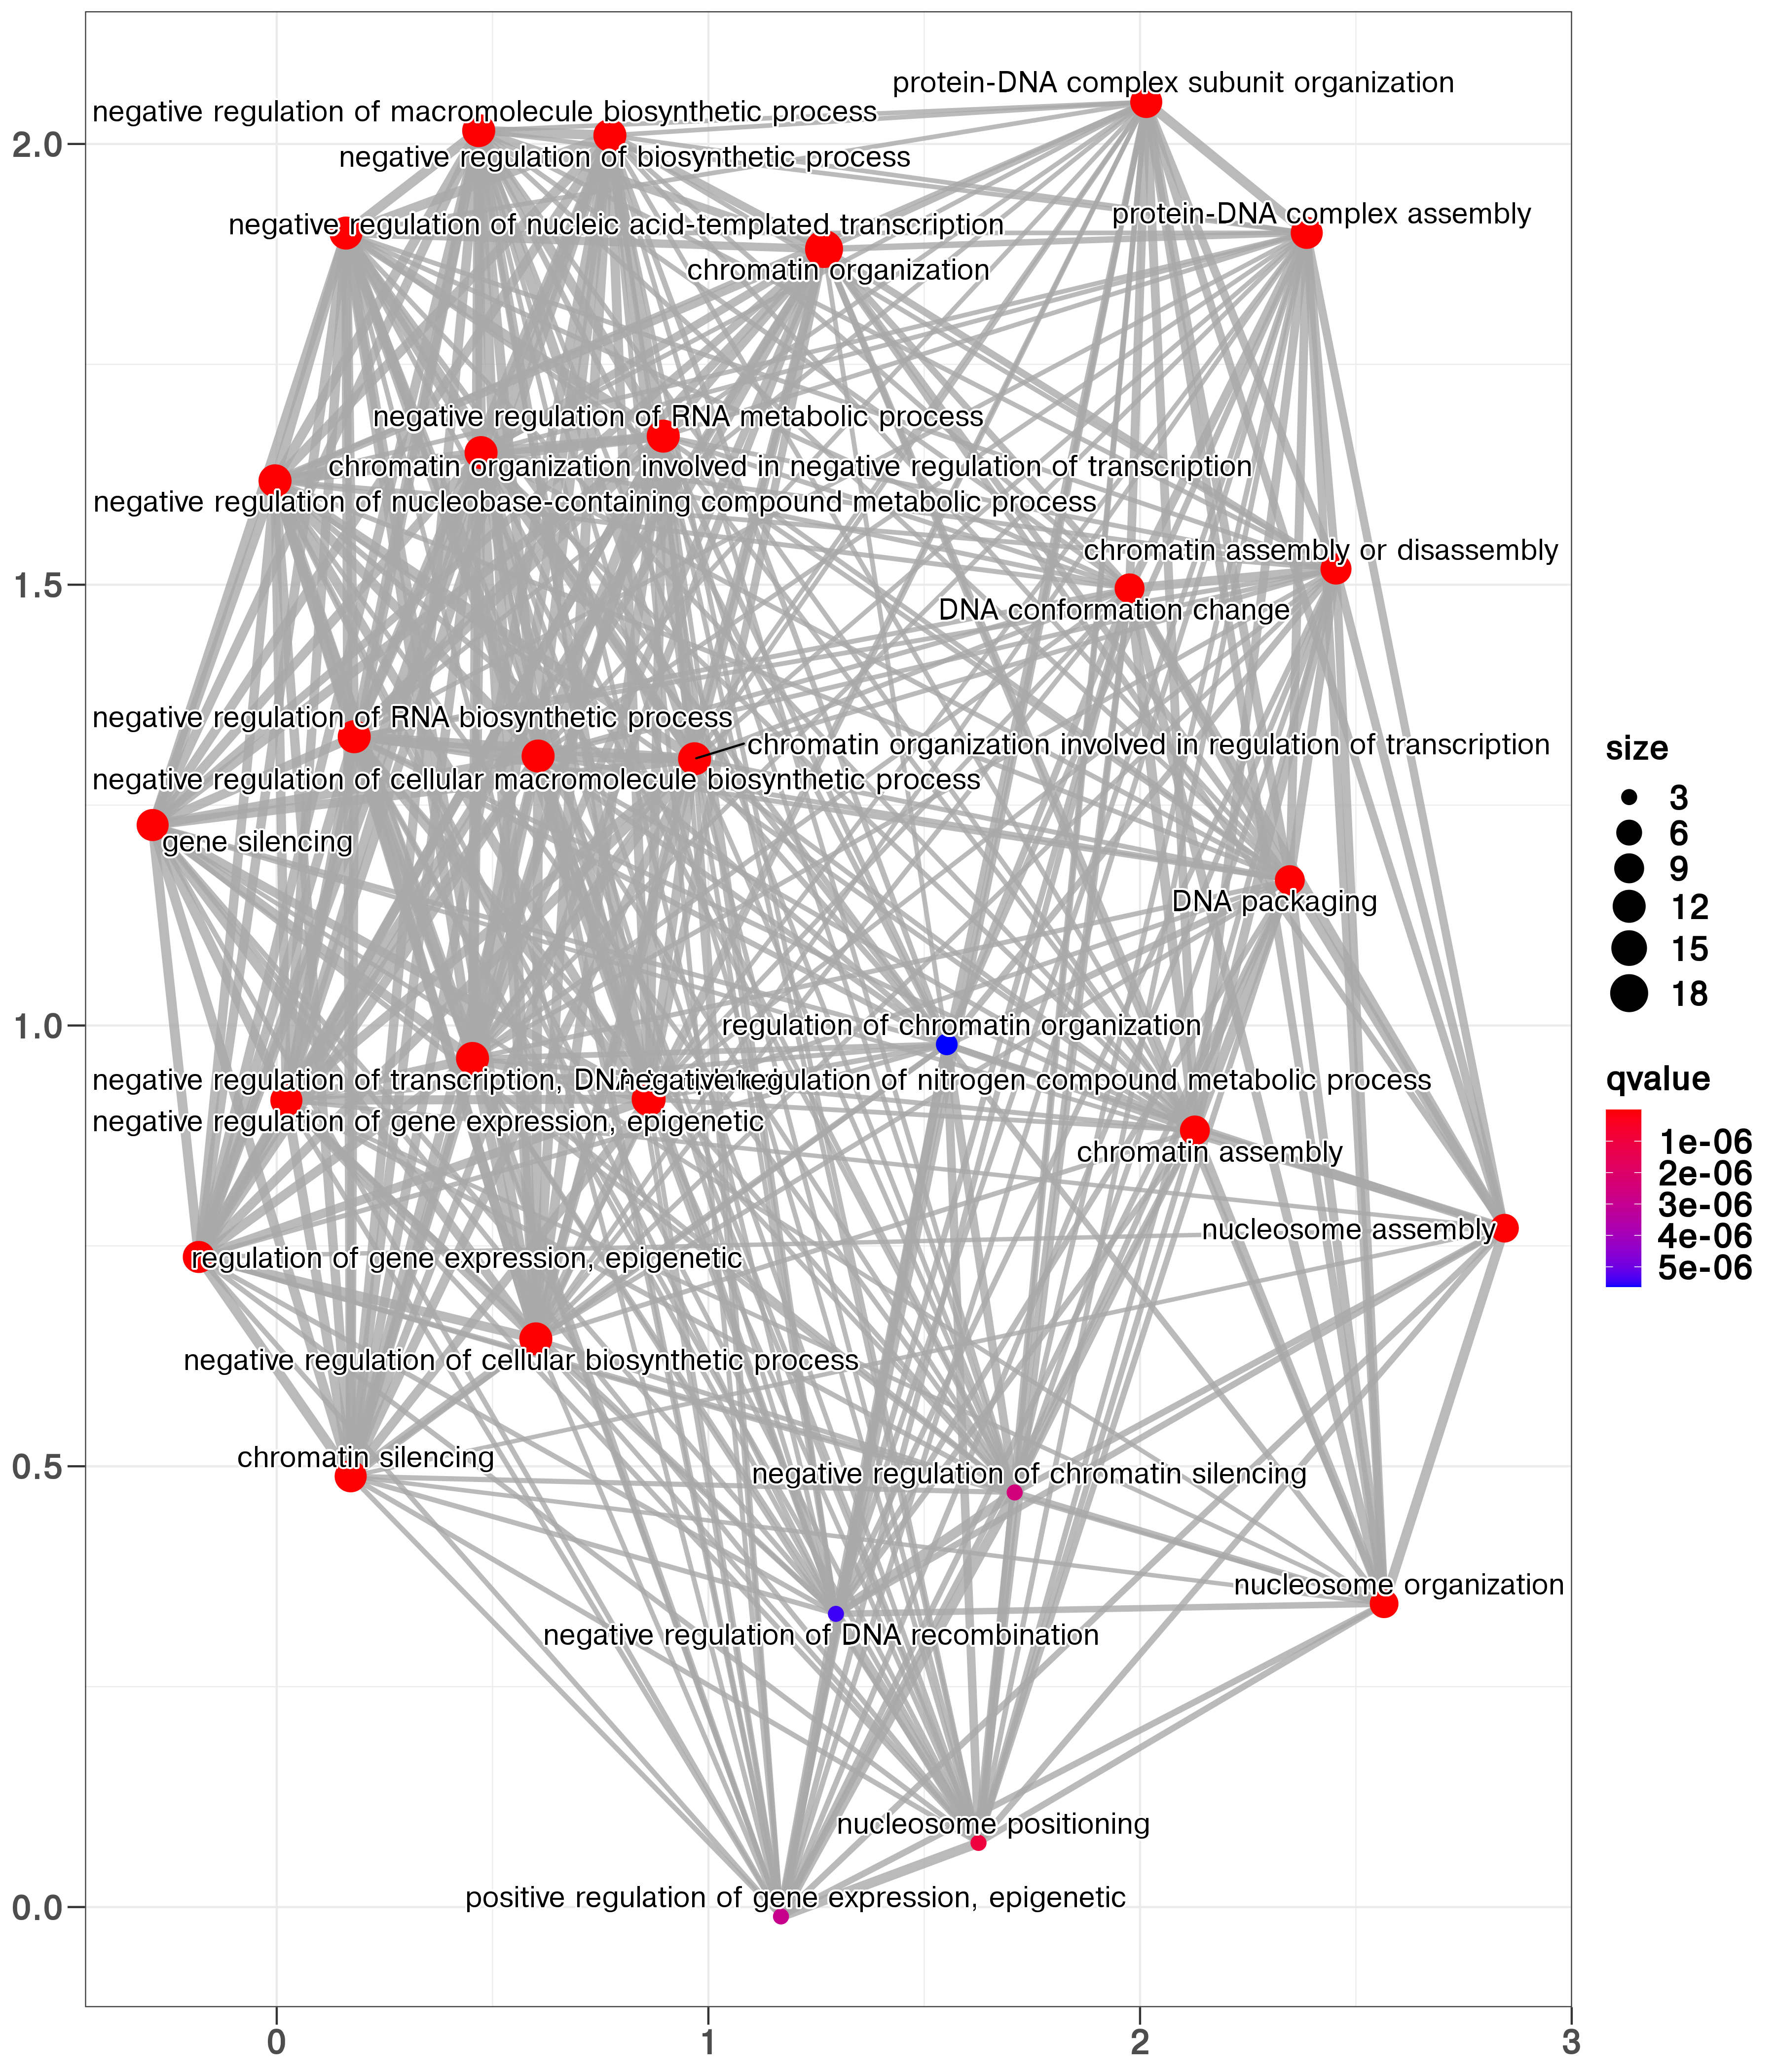 protein-DNA complex subunit organization
negative regulation of macromolecule biosynthetic process
2.0
negative regulation of biosynthetic process
protein-DNA complex assembly
negative regulation of nucleic acid-templated transcription
chromatin organization
negative regulation of RNA metabolic process
chromatin organization involved in negative regulation of transcription
negative regulation of nucleobase-containing compound metabolic process
chromatin assembly or disassembly
1.5
DNA conformation change
negative regulation of RNA biosynthetic process
chromatin organization involved in regulation of transcription
negative regulation of cellular macromolecule biosynthetic process
gene silencing
DNA packaging
1.0
regulation of chromatin organization
negative regulation of transcription,
negative regulation of nitrogen compound metabolic process
negative regulation of gene expression, epigenetic
chromatin assembly
nucleosome assembly
regulation of gene expression, epigenetic
negative regulation of cellular biosynthetic process
chromatin silencing
0.5
negative regulation of chromatin silencing
nucleosome organization
negative regulation of DNA recombination
nucleosome positioning
positive regulation of gene expression, epigenetic
0.0
0
1
2
3
size
3
6
9
12
15
18
qvalue
1e-06
2e-06
3e-06
4e-06
5e-06